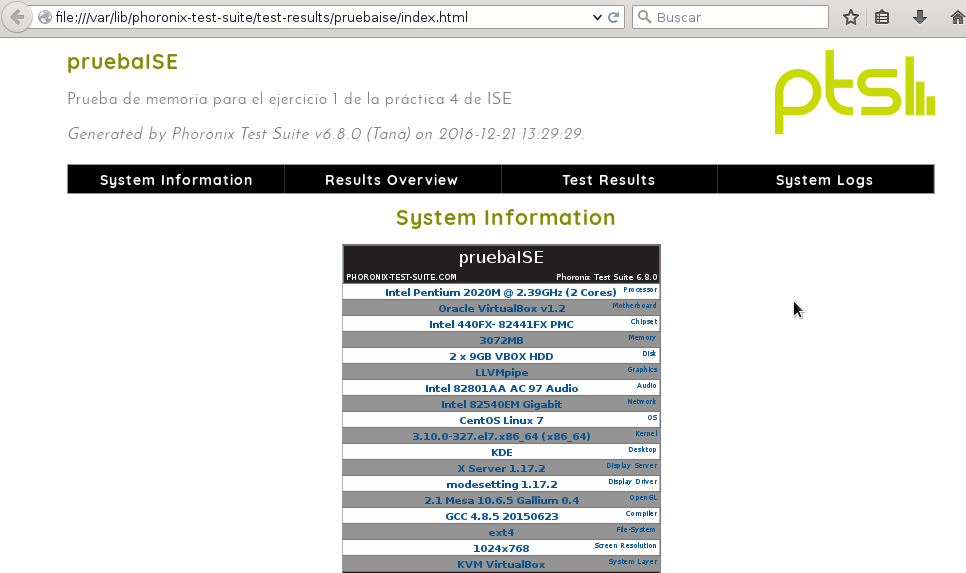 file:///var/lib/phoronix-test-suite/test-results/pruebaise/index.html
Buscar
pruebaISE
Prueba de memoria para el ejercicio 1 de la práctica 4 de ISE
Generated by Phoronix Test Suite v6.8.0 (Tana) on 2016-12-21 13:29:29.
pts
System Information Results Overview Test Results System Logs
System Information
pruebaISE
PHORONIX-TEST-SUITE.COM Phoronix Test Suite 6.8.0
Intel Pentium 2020M @ 2.39GHz (2 Cores) Processor
Oracle VirtualBox v1.2 Motherboard
Intel 440FX- 82441FX PMC Chipset
3072MB Memory
2 x 9GB VBOX HDD Disk
LLVMpipe Graphics
Intel 82801AA AC 97 Audio Audio
Intel 82540EM Gigabit Network
CentOS Linux 7 OS
3.10.0-327.el7.x86_64 (x86_64) Kernel
KDE Desktop
X Server 1.17.2 Display Server
modesetting 1.17.2 Display Driver
2.1 Mesa 10.6.5 Gallium 0.4 OpenGL
GCC 4.8.5 20150623 Compiler
ext4 File-System
1024x768 Screen Resolution
KVM VirtualBox System Layer